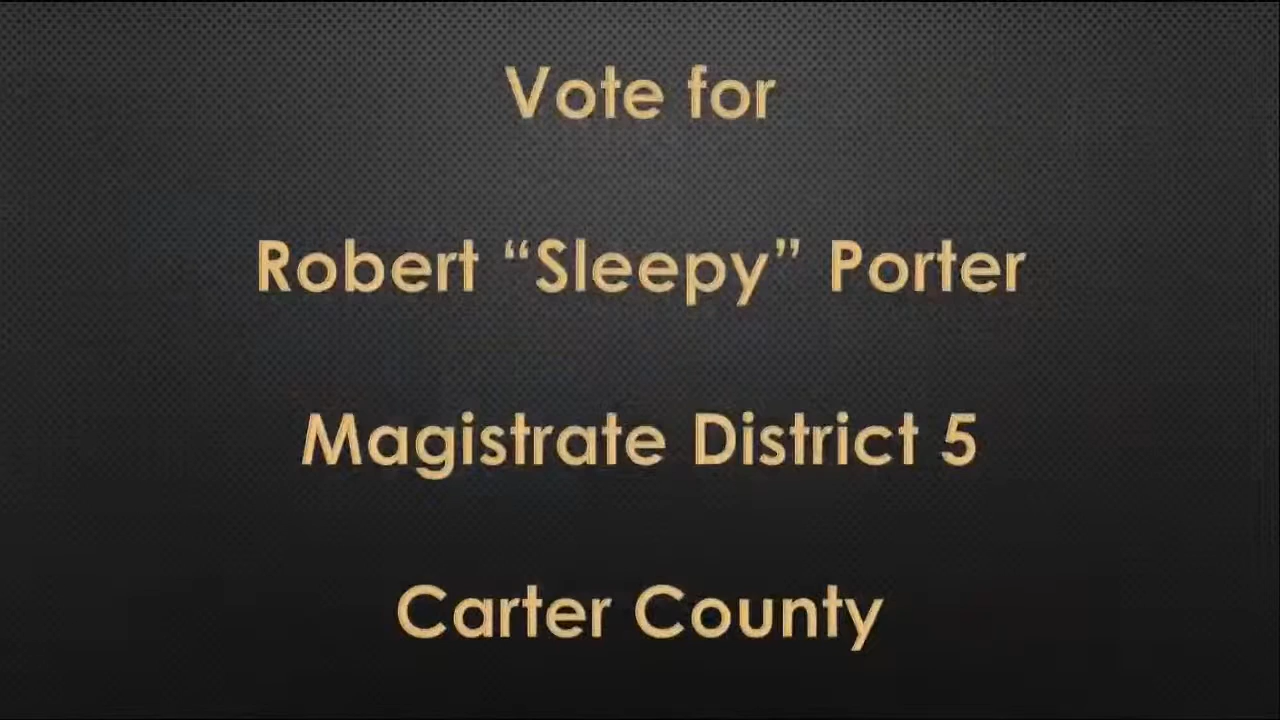 Vote for
Robert “Sleepy” Porter
Magistrate District 5
Carter County